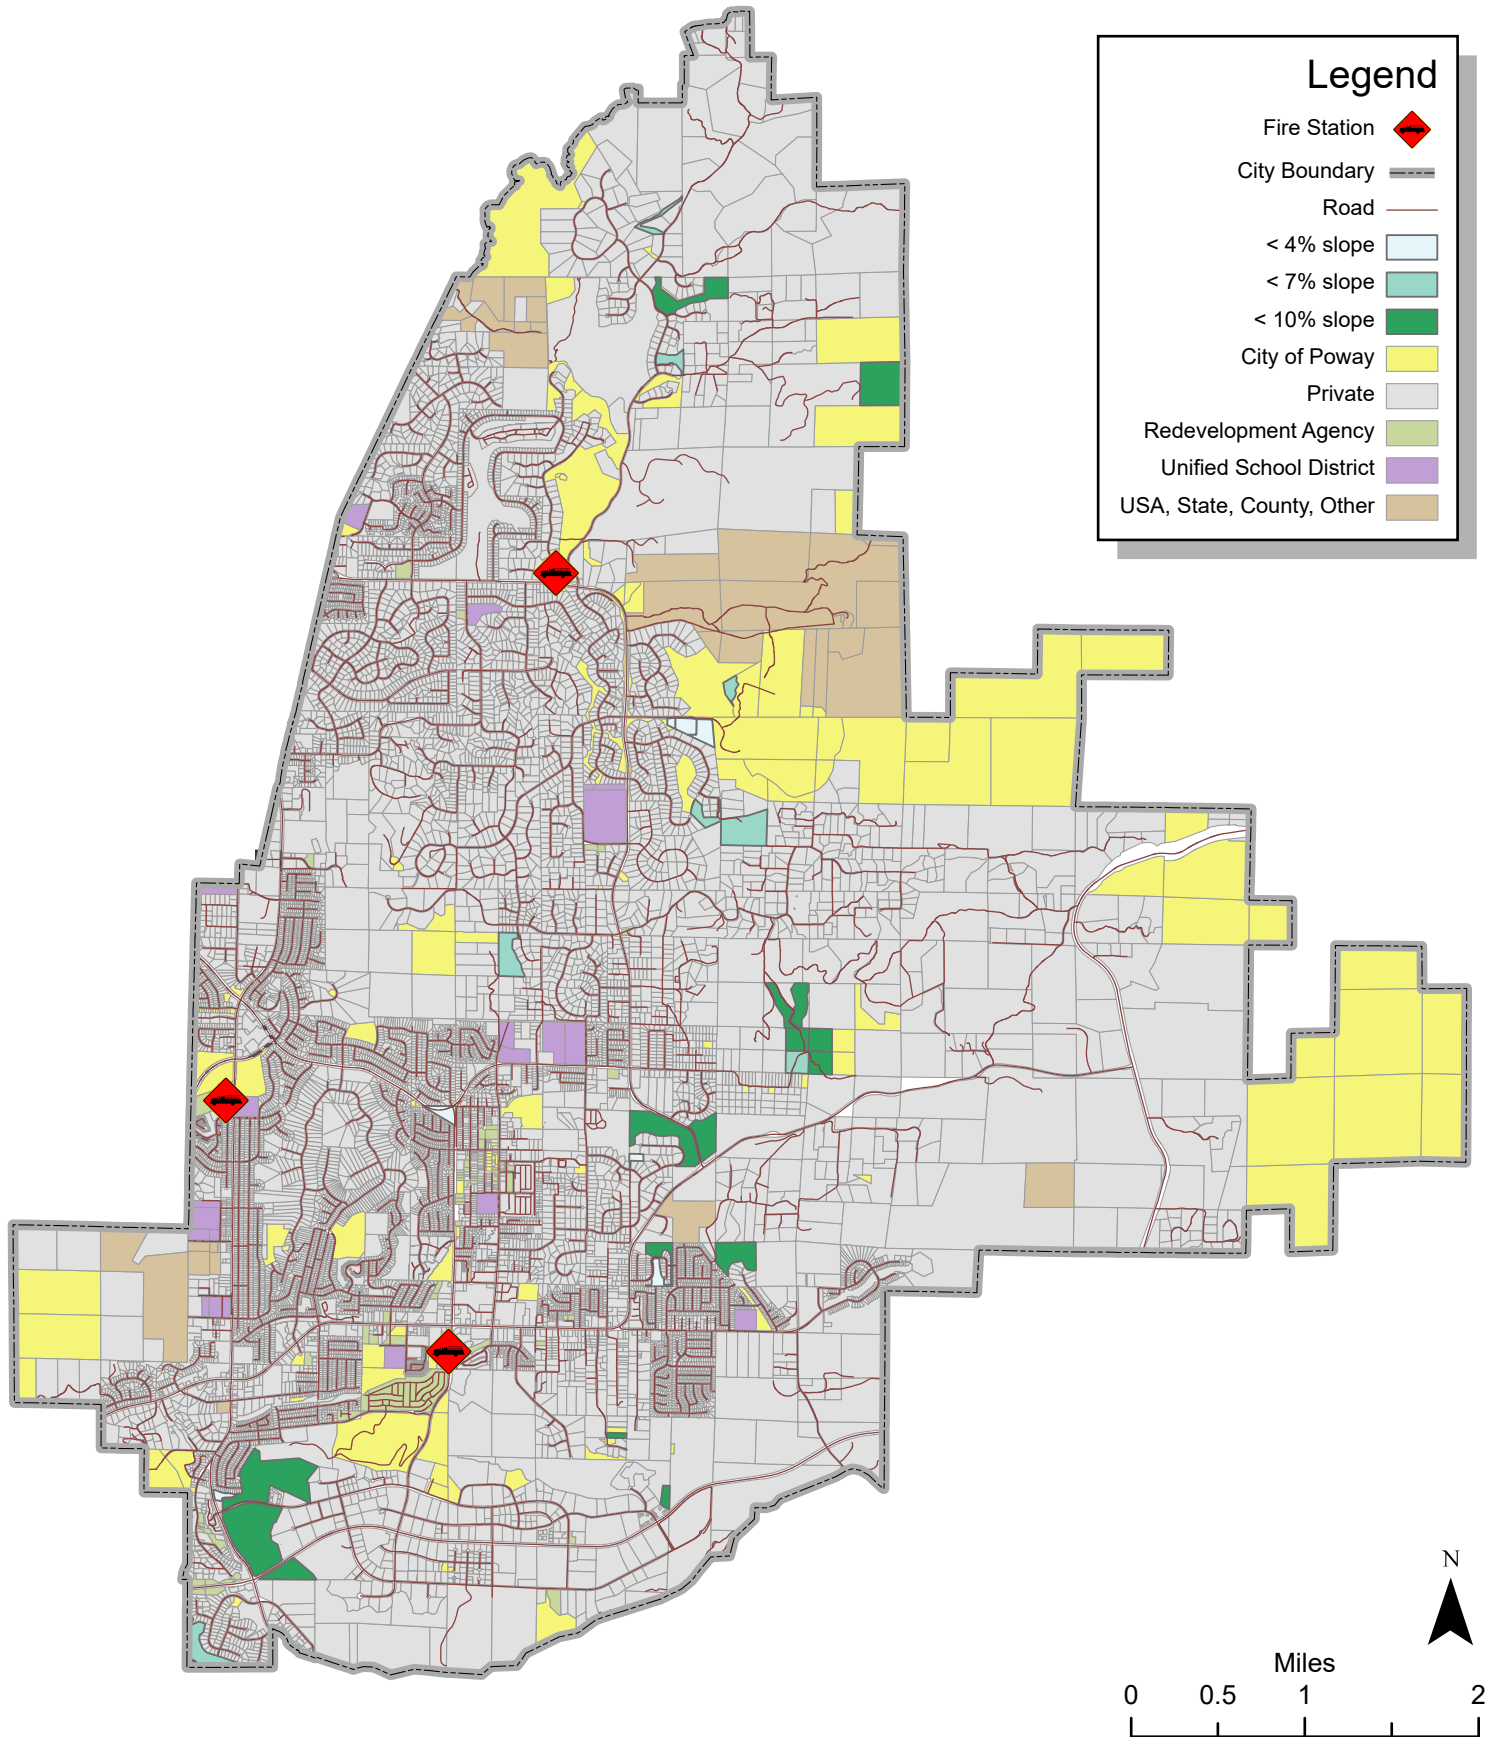 Legend
Fire Station
City Boundary
Road
< 4% slope
< 7% slope
< 10% slope
City of Poway
Private
Redevelopment Agency
Unified School District
USA, State, County, Other
N
Miles
0 0.5 1 2